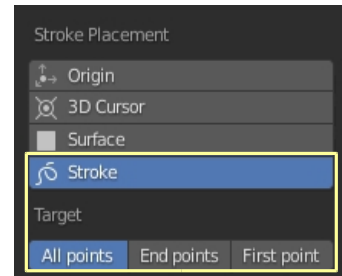 Stroke Placement
Origin
3D Cursor
Surface
Stroke
Target
All points End points First point